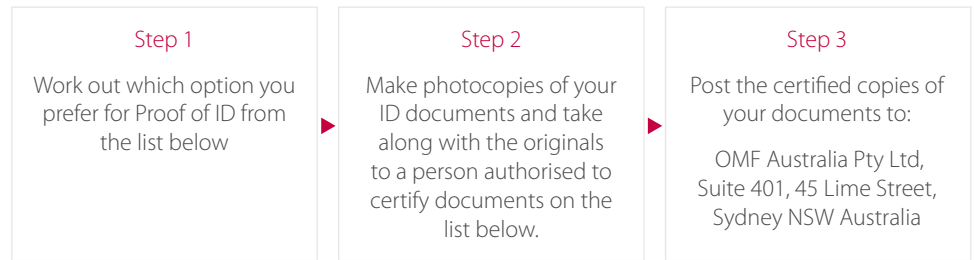 Step 1
Work out which option you
prefer for Proof of ID from
the list below
Step 2
Make photocopies of your
ID documents and take
along with the originals
to a person authorised to
certify documents on the
list below.
Step 3
Post the certified copies of
your documents to:
OMF Australia Pty Ltd,
Suite 401, 45 Lime Street,
Sydney NSW Australia